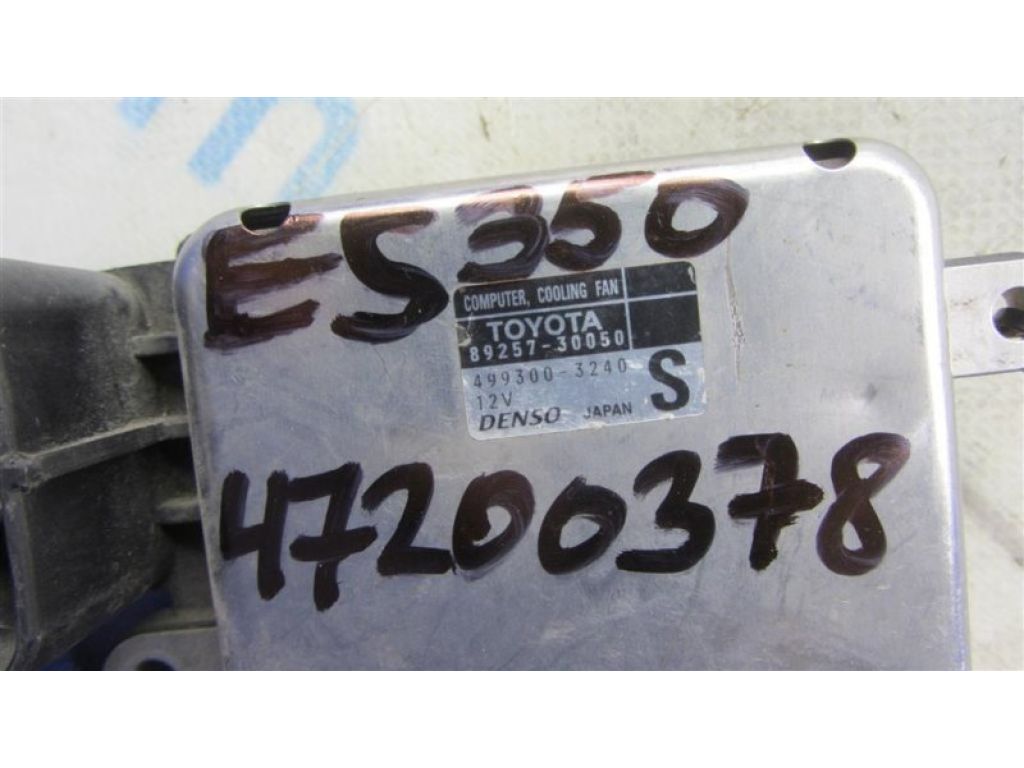 ES350
COMPUTER, COOLING FAN
TOYOTA
89257-30050
499300-3240
12V
S
DENSO JAPAN
47200378